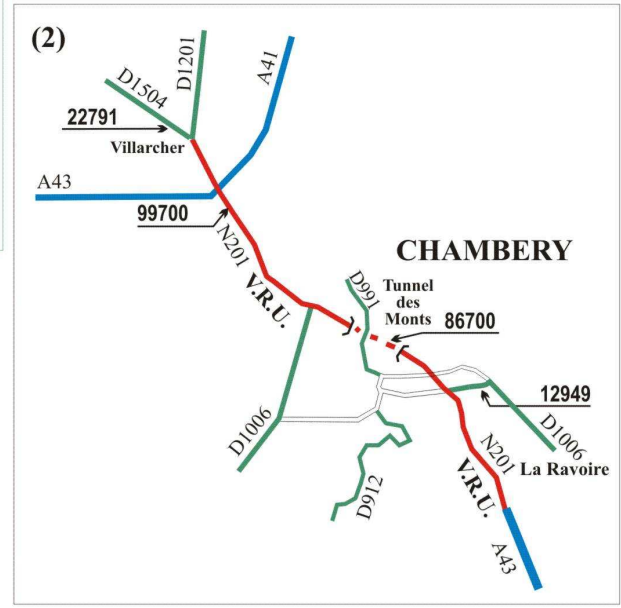 (2)
D1201
A41
D1504
22791
Villarcher
A43
99700
N201
V.R.U.
CHAMBERY
D991
Tunnel
des
Monts
86700
12949
D1006
D1006
La Ravoire
N201
V.R.U.
D912
A43